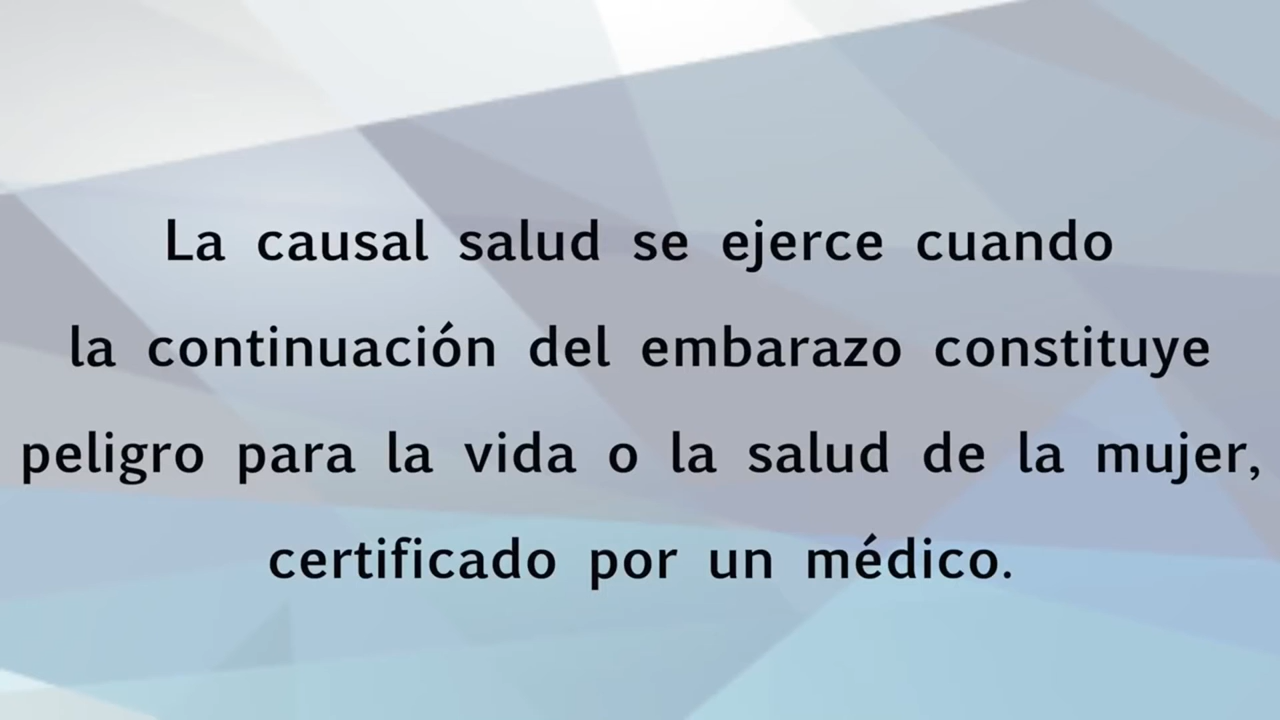 La causal salud se ejerce cuando
la continuación del embarazo constituye
peligro para la vida o la salud de la mujer,
certificado por un médico.